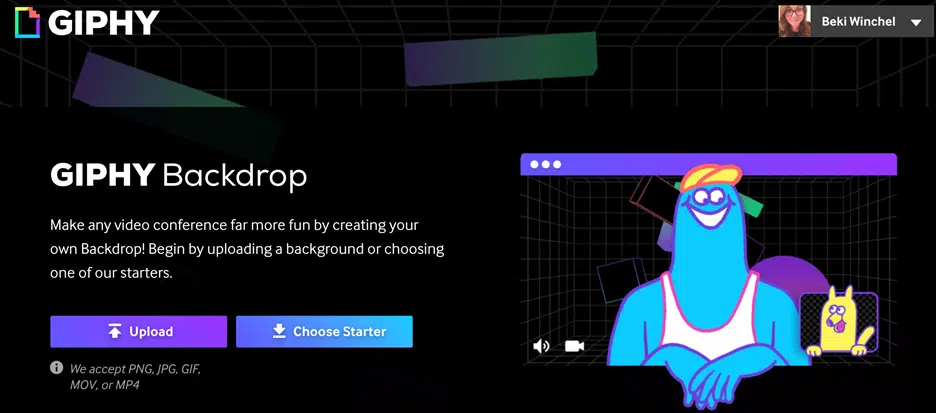 GIPHY
Beki Winchel
GIPHY Backdrop
Make any video conference far more fun by creating your
own Backdrop! Begin by uploading a background or choosing
one of our starters.
Upload
Choose Starter
We accept PNG, JPG, GIF,
MOV, or MP4